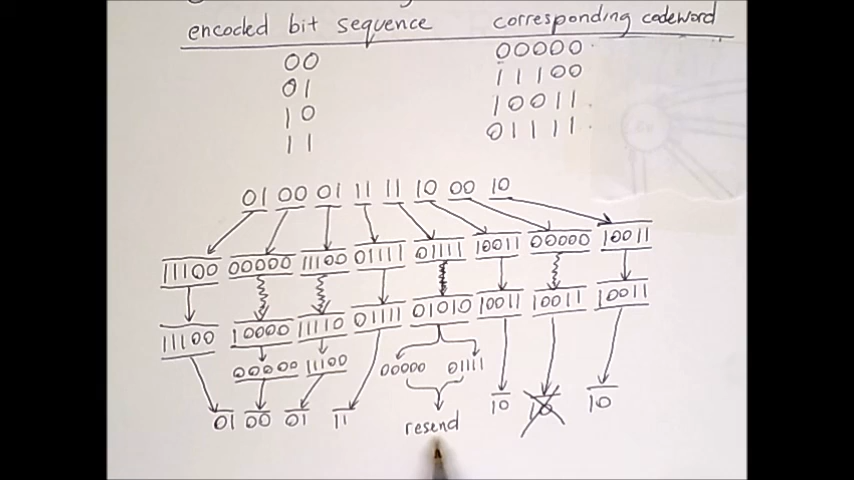 encoded bit sequence corresponding codeword
00 00000
01 11100
10 10011
11 01111
01 00 01 11 11 10 00 10
11100 00000 11100 01111 01111 10011 00000 10011
11100 10000 11110 01111 01010 10011 10011 10011
00000 11100 00000 01111
01 00 01 11 resend 10 10 10